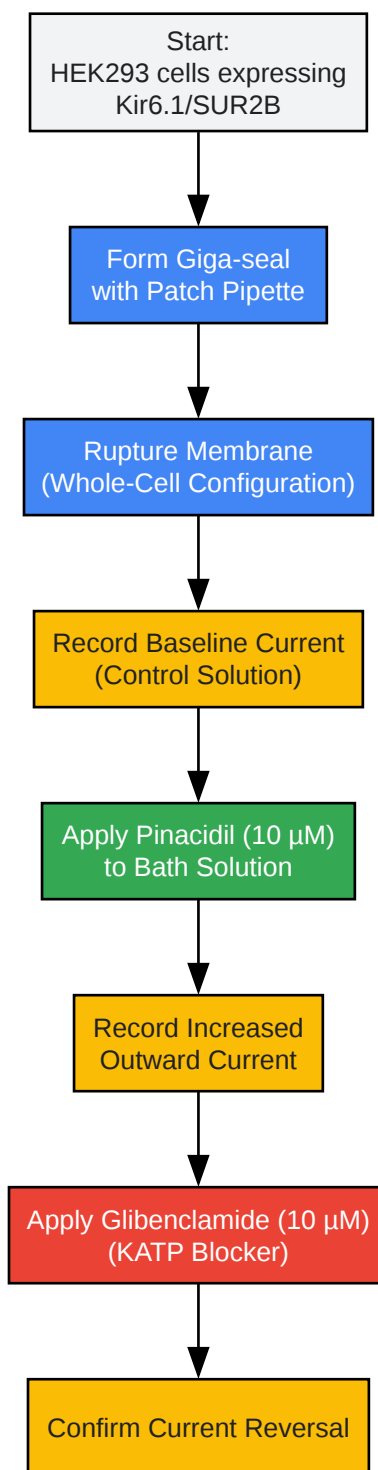 Start:
HEK293 cells expressing
Kir6.1/SUR2B
Form Giga-seal
with Patch Pipette
Rupture Membrane
(Whole-Cell Configuration)
Record Baseline Current
(Control Solution)
Apply Pinacidil (10 µM)
to Bath Solution
Record Increased
Outward Current
Apply Glibenclamide (10 µM)
(KATP Blocker)
Confirm Current Reversal